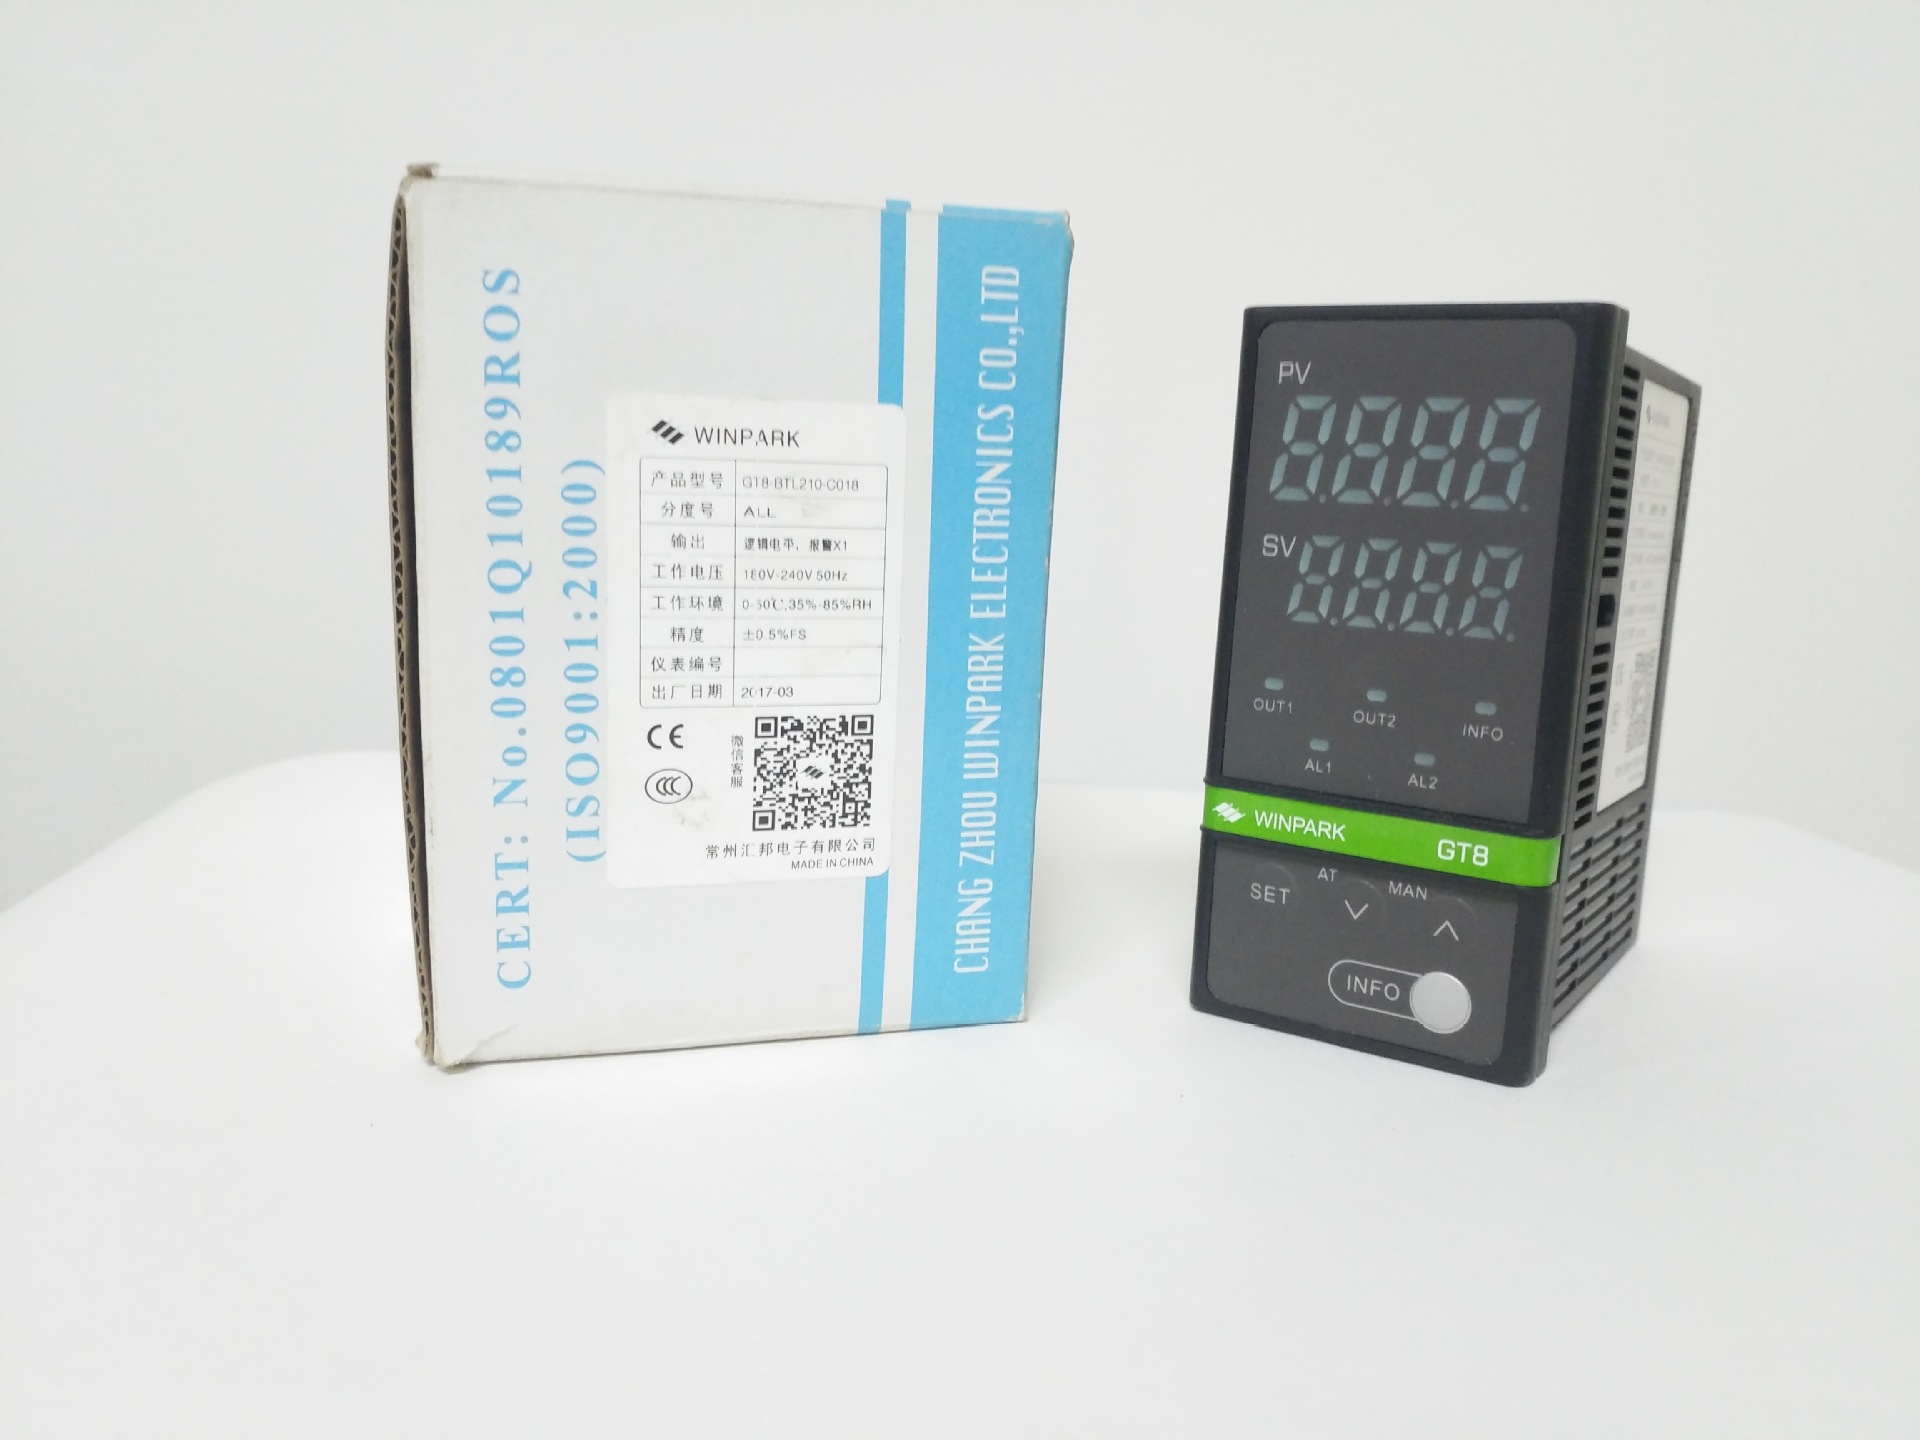 CERT: No.0801Q10189ROS
(ISO9001:2000)
WINPARK
产品型号 GT8-BTL210-C018
分度号 ALL
输出 逻辑电平、报警X1
工作电压 180V-240V 50Hz
工作环境 0-50℃,35%-85%RH
精度 ±0.5%FS
仪表编号
出厂日期 2017-03
CE
微信客服
常州汇邦电子有限公司
MADE IN CHINA
CHANG ZHOU WINPARK ELECTRONICS CO.,LTD
PV
SV
OUT1 OUT2 INFO
AL1 AL2
WINPARK GT8
SET AT MAN
INFO